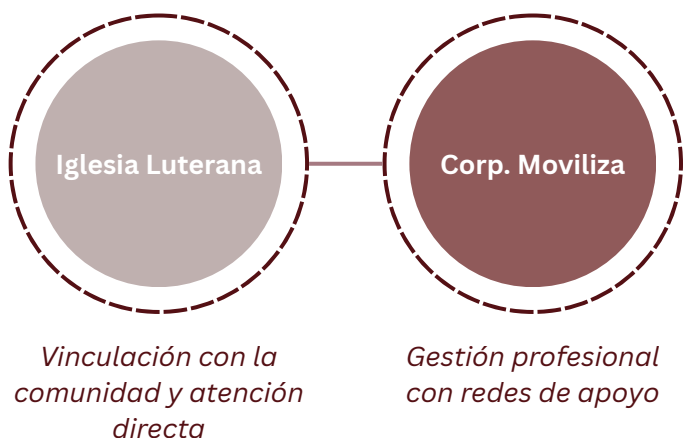 Iglesia Luterana
Corp. Moviliza
Vinculación con la
comunidad y atención
directa
Gestión profesional
con redes de apoyo